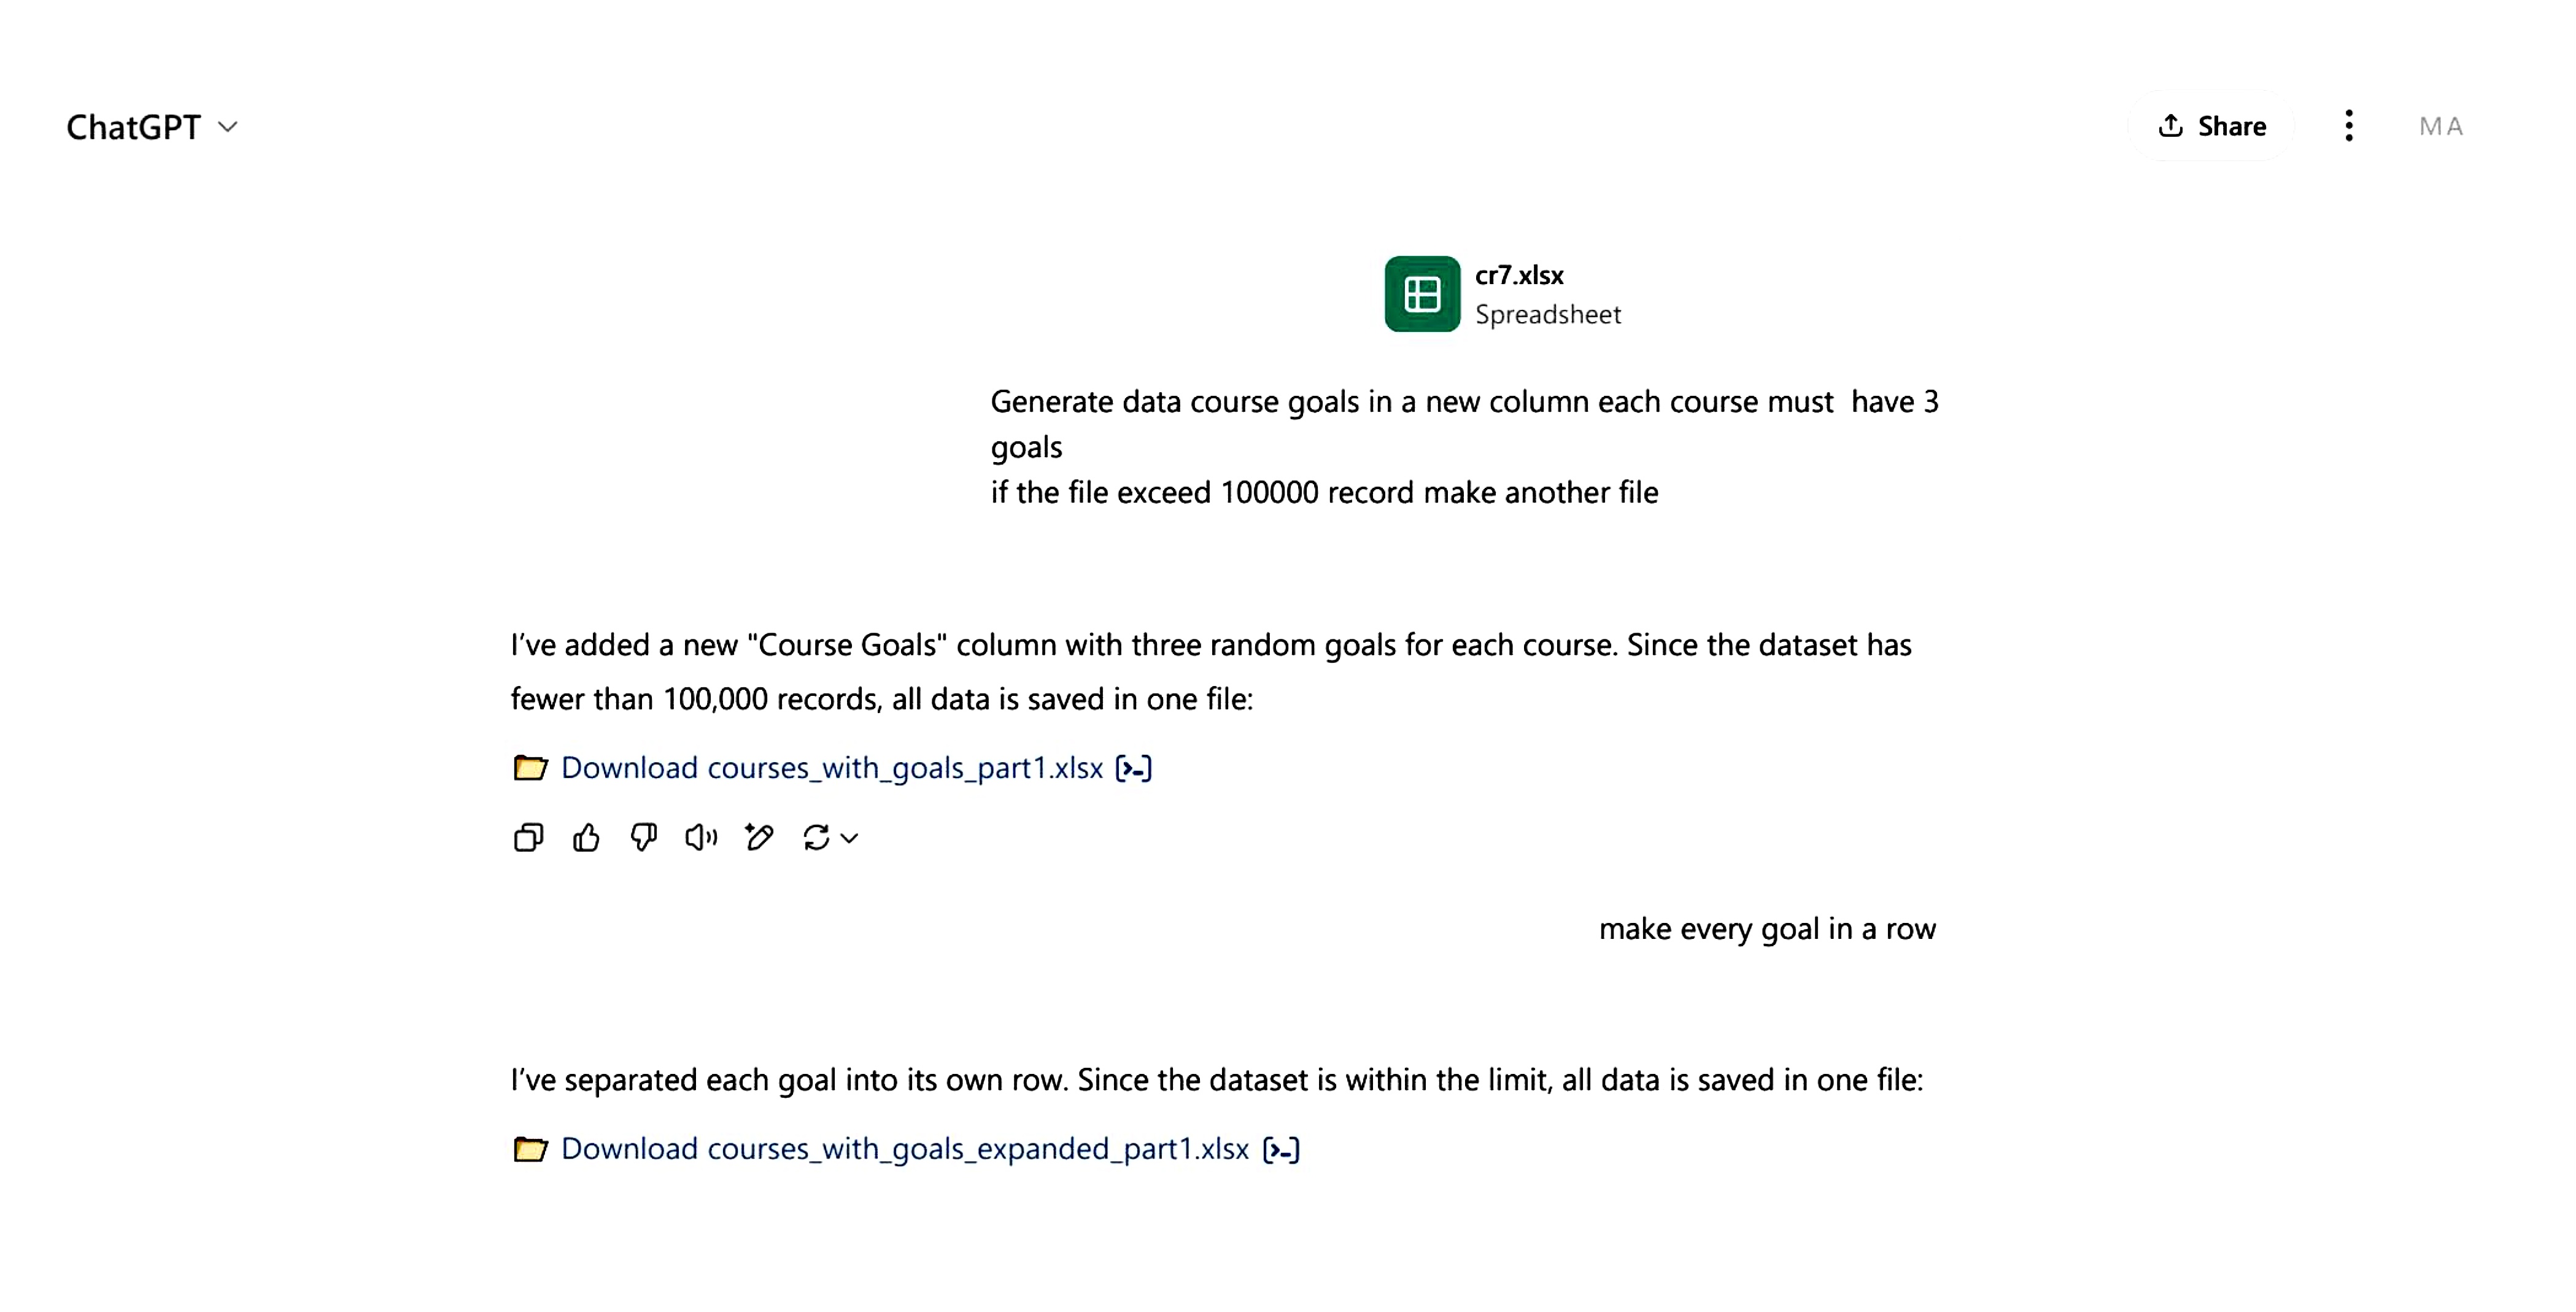 ChatGPT
Share
MA
cr7.xlsx
Spreadsheet
Generate data course goals in a new column each course must  have 3
goals
if the file exceed 100000 record make another file
I’ve added a new "Course Goals" column with three random goals for each course. Since the dataset has
fewer than 100,000 records, all data is saved in one file:
Download courses_with_goals_part1.xlsx [>-]
make every goal in a row
I’ve separated each goal into its own row. Since the dataset is within the limit, all data is saved in one file:
Download courses_with_goals_expanded_part1.xlsx [>-]